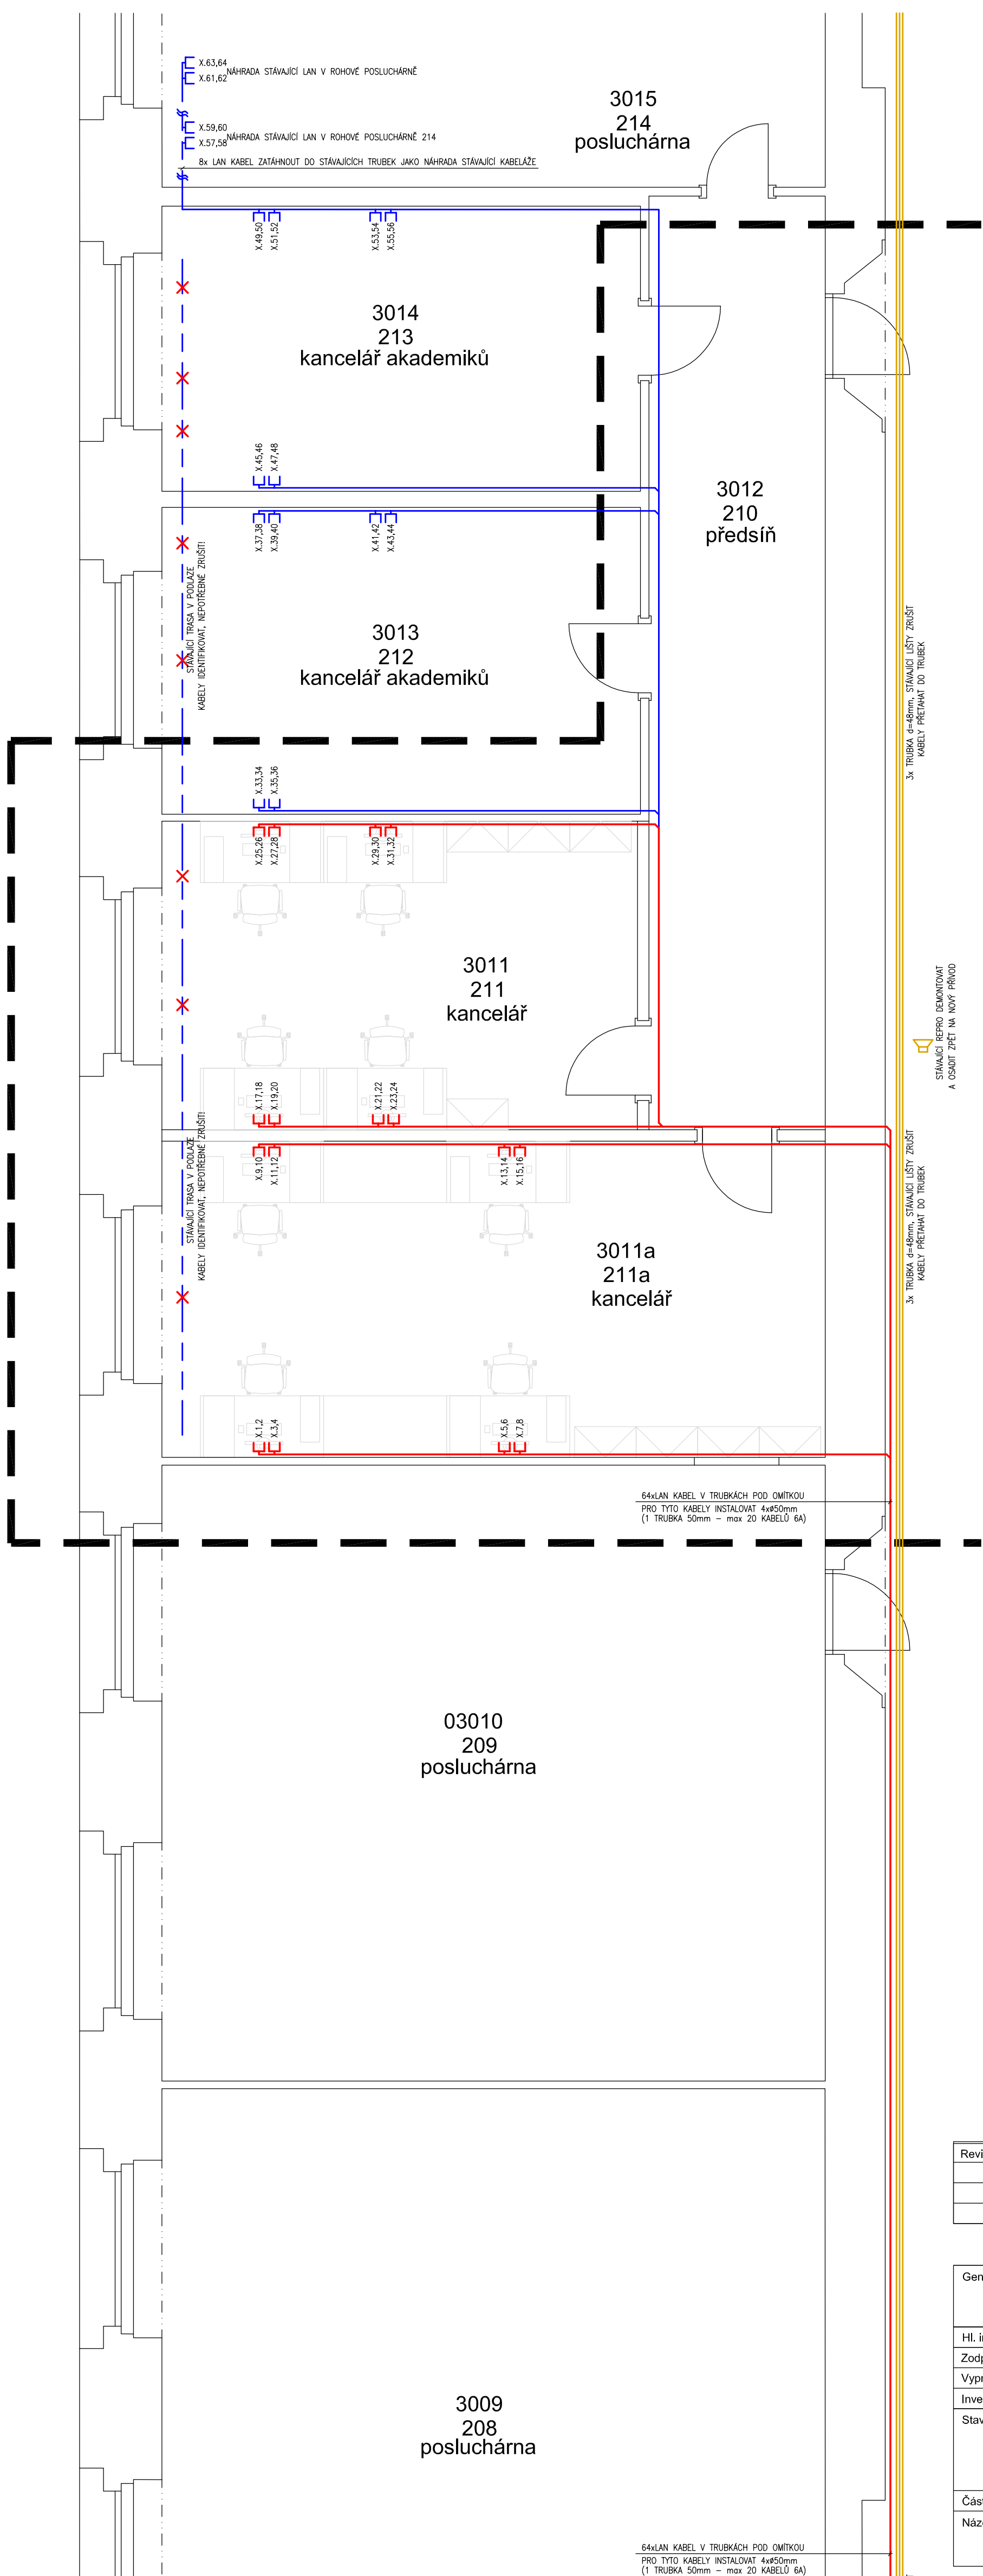 X.63,64
X.61,62
NÁHRADA STÁVAJÍCÍ LAN V ROHOVÉ POSLUCHÁRNĚ
X.59,60
X.57,58
NÁHRADA STÁVAJÍCÍ LAN V ROHOVÉ POSLUCHÁRNĚ 214
8x LAN KABEL ZATÁHNOUT DO STÁVAJÍCÍCH TRUBEK JAKO NÁHRADA STÁVAJÍCÍ KABELÁŽE
3015
214
posluchárna
X.49,50
X.51,52
X.53,54
X.55,56
3014
213
kancelář akademiků
X.45,46
X.47,48
3012
210
předsíň
X.37,38
X.39,40
X.41,42
X.43,44
STÁVAJÍCÍ TRASA V PODLAZE
KABELY IDENTIFIKOVAT, NEPOTŘEBNÉ ZRUŠIT!
3013
212
kancelář akademiků
3x TRUBKA d=48mm, STÁVAJÍCÍ LIŠTY ZRUŠIT
KABELY PŘETAHAT DO TRUBEK
X.33,34
X.35,36
X.25,26
X.27,28
X.29,30
X.31,32
3011
211
kancelář
STÁVAJÍCÍ REPRO DEMONTOVAT
A OSADIT ZPĚT NA NOVÝ PŘÍVOD
X.17,18
X.19,20
X.21,22
X.23,24
STÁVAJÍCÍ TRASA V PODLAZE
KABELY IDENTIFIKOVAT, NEPOTŘEBNÉ ZRUŠIT!
X.9,10
X.11,12
X.13,14
X.15,16
3011a
211a
kancelář
3x TRUBKA d=48mm, STÁVAJÍCÍ LIŠTY ZRUŠIT
KABELY PŘETAHAT DO TRUBEK
X.1,2
X.3,4
X.5,6
X.7,8
64xLAN KABEL V TRUBKÁCH POD OMÍTKOU
PRO TYTO KABELY INSTALOVAT 4xø50mm
(1 TRUBKA 50mm – max 20 KABELŮ 6A)
03010
209
posluchárna
Revi
Gen
Hl. i
Zodp
Vypr
Inve
Stav
3009
208
posluchárna
Část
Náze
64xLAN KABEL V TRUBKÁCH POD OMÍTKOU
PRO TYTO KABELY INSTALOVAT 4xø50mm
(1 TRUBKA 50mm – max 20 KABELŮ 6A)